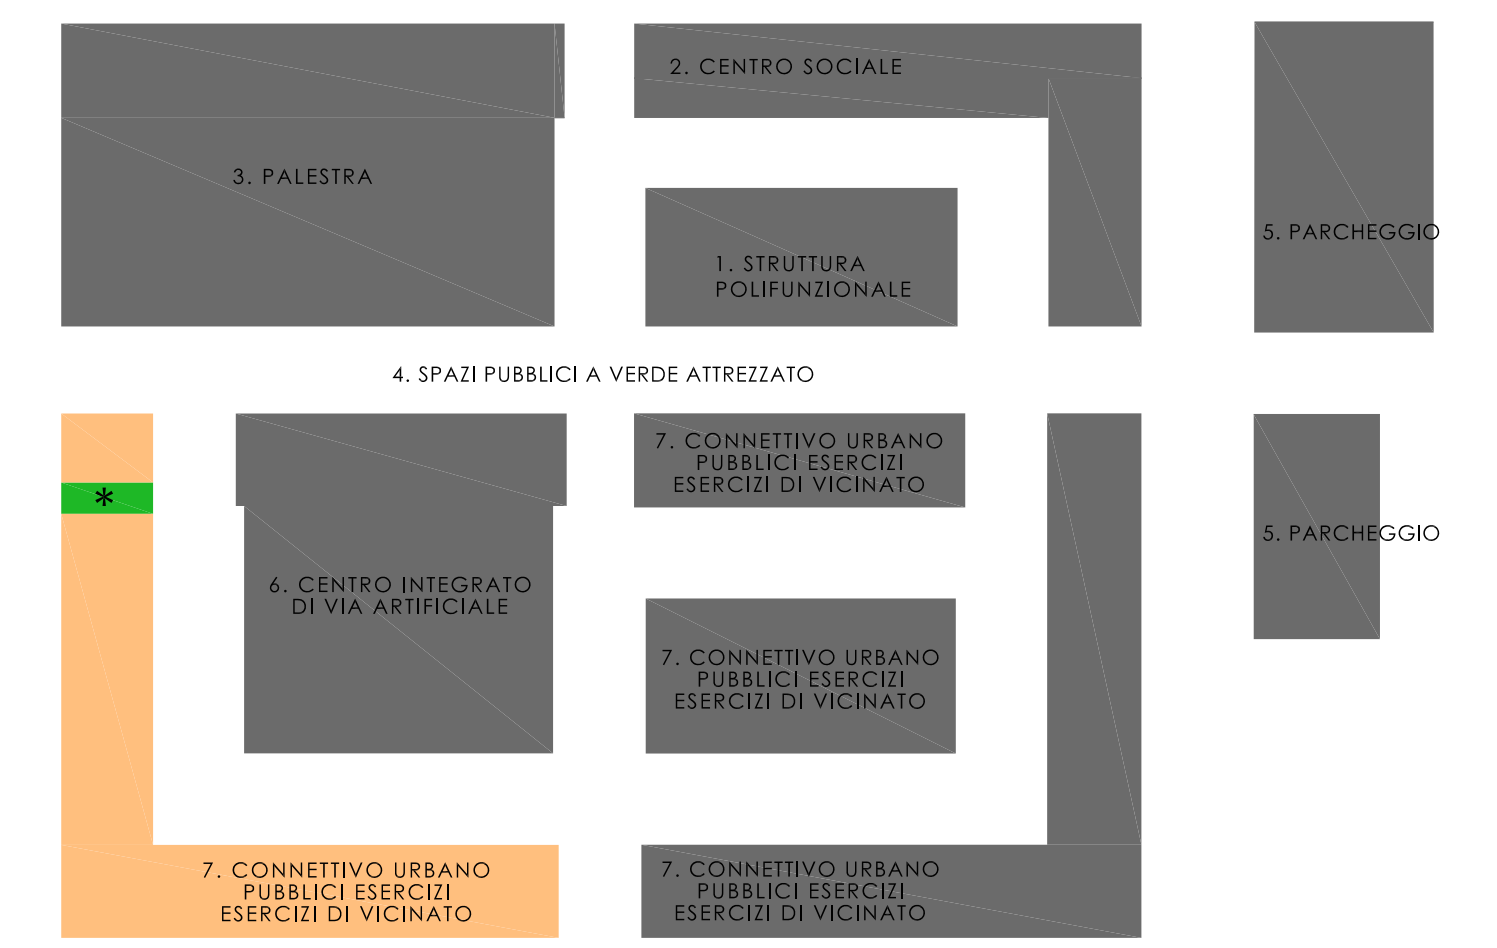 2. CENTRO SOCIALE
3. PALESTRA
5. PARCHEGGIO
1. STRUTTURA
POLIFUNZIONALE
4. SPAZI PUBBLICI A VERDE ATTREZZATO
7. CONNETTIVO URBANO
PUBBLICI ESERCIZI
ESERCIZI DI VICINATO
*
5. PARCHEGGIO
6. CENTRO INTEGRATO
DI VIA ARTIFICIALE
7. CONNETTIVO URBANO
PUBBLICI ESERCIZI
ESERCIZI DI VICINATO
7. CONNETTIVO URBANO
PUBBLICI ESERCIZI
ESERCIZI DI VICINATO
7. CONNETTIVO URBANO
PUBBLICI ESERCIZI
ESERCIZI DI VICINATO